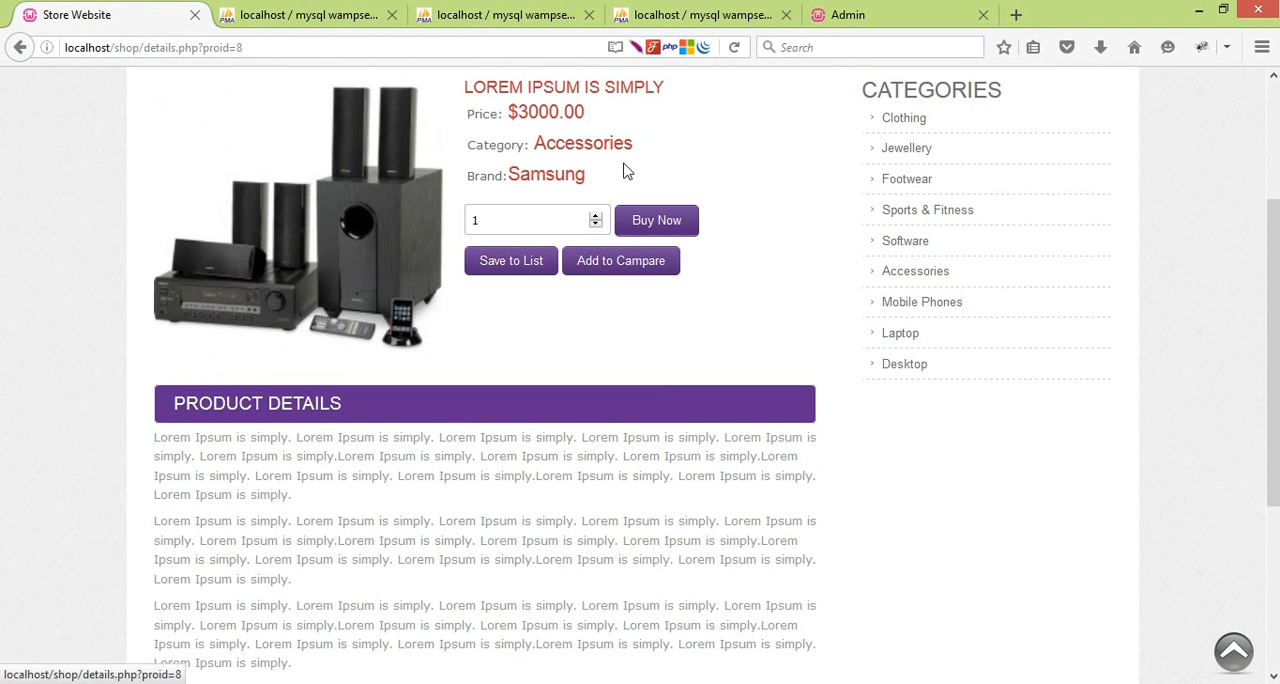 Store Website
localhost / mysql wampse...
localhost / mysql wampse...
localhost / mysql wampse...
Admin
localhost/shop/details.php?proid=8
php
Search
LOREM IPSUM IS SIMPLY
Price: $3000.00
Category: Accessories
Brand:Samsung
1
Buy Now
Save to List
Add to Campare
CATEGORIES
Clothing
Jewellery
Footwear
Sports & Fitness
Software
Accessories
Mobile Phones
Laptop
Desktop
PRODUCT DETAILS
Lorem Ipsum is simply. Lorem Ipsum is simply. Lorem Ipsum is simply. Lorem Ipsum is simply. Lorem Ipsum is
simply. Lorem Ipsum is simply.Lorem Ipsum is simply. Lorem Ipsum is simply. Lorem Ipsum is simply.Lorem
Ipsum is simply. Lorem Ipsum is simply. Lorem Ipsum is simply.Lorem Ipsum is simply. Lorem Ipsum is simply.
Lorem Ipsum is simply.
Lorem Ipsum is simply. Lorem Ipsum is simply. Lorem Ipsum is simply. Lorem Ipsum is simply. Lorem Ipsum is
simply. Lorem Ipsum is simply.Lorem Ipsum is simply. Lorem Ipsum is simply. Lorem Ipsum is simply.Lorem
Ipsum is simply. Lorem Ipsum is simply. Lorem Ipsum is simply.Lorem Ipsum is simply. Lorem Ipsum is simply.
Lorem Ipsum is simply.
Lorem Ipsum is simply. Lorem Ipsum is simply. Lorem Ipsum is simply. Lorem Ipsum is simply. Lorem Ipsum is
simply. Lorem Ipsum is simply.Lorem Ipsum is simply. Lorem Ipsum is simply. Lorem Ipsum is simply.Lorem
Ipsum is simply. Lorem Ipsum is simply. Lorem Ipsum is simply.Lorem Ipsum is simply. Lorem Ipsum is simply.
Lorem Ipsum is simply.
localhost/shop/details.php?proid=8